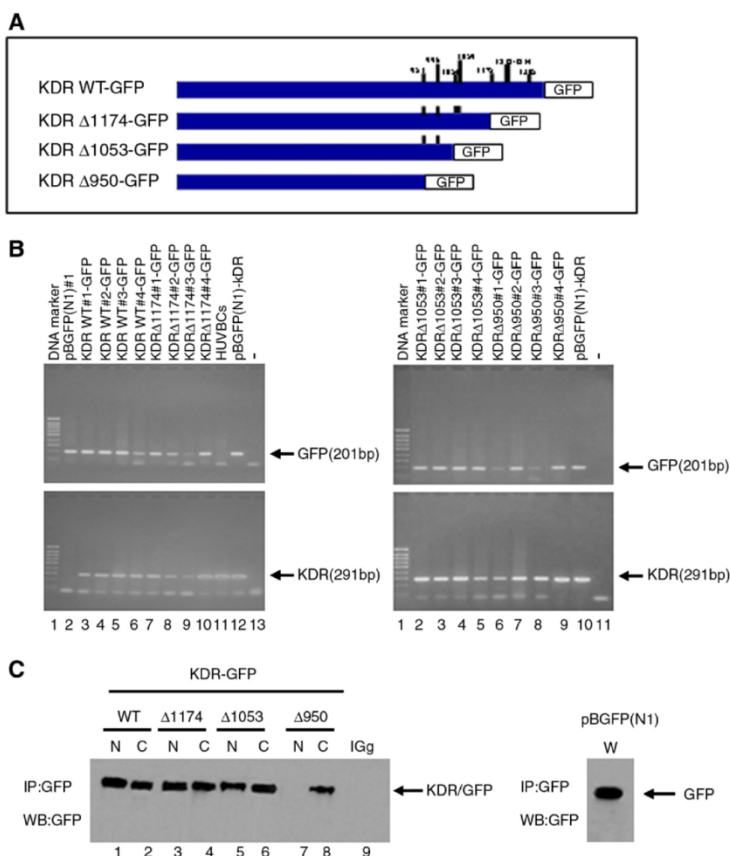 A
KDR WT-GFP
GFP
KDR Δ1174-GFP
GFP
KDR Δ1053-GFP
GFP
KDR Δ950-GFP
GFP
B
DNA marker
pBGFP(N1)#1
KDR WT#1-GFP
KDR WT#2-GFP
KDR WT#3-GFP
KDR WT#4-GFP
KDRΔ1174#1-GFP
KDRΔ1174#2-GFP
KDRΔ1174#3-GFP
KDRΔ1174#4-GFP
HUVBCs
pBGFP(N1)-kDR
-
DNA marker
KDRΔ1053#1-GFP
KDRΔ1053#2-GFP
KDRΔ1053#3-GFP
KDRΔ1053#4-GFP
KDRΔ950#1-GFP
KDRΔ950#2-GFP
KDRΔ950#3-GFP
KDRΔ950#4-GFP
pBGFP(N1)-KDR
-
GFP(201bp)
GFP(201bp)
KDR(291bp)
KDR(291bp)
1 2 3 4 5 6 7 8 9 10 11 12 13
1 2 3 4 5 6 7 8 9 10 11
C
KDR-GFP
WT Δ1174 Δ1053 Δ950
pBGFP(N1)
N C N C N C N C IGg
W
IP:GFP
KDR/GFP
IP:GFP
GFP
WB:GFP
WB:GFP
1 2 3 4 5 6 7 8 9